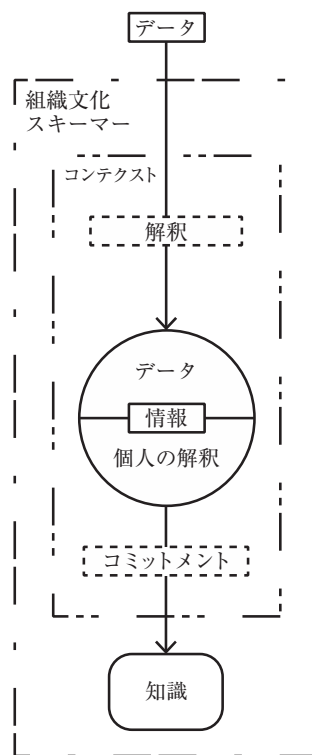 データ
組織文化
スキーマー
コンテクスト
解釈
データ
情報
個人の解釈
コミットメント
知識